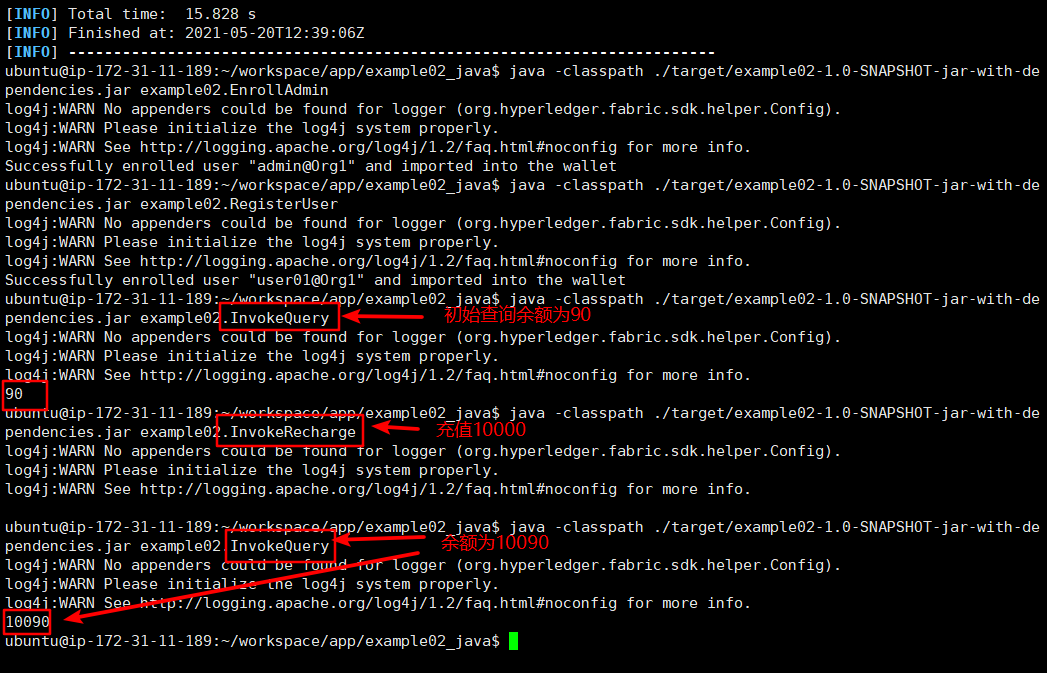 [INFO] Total time:  15.828 s
[INFO] Finished at: 2021-05-20T12:39:06Z
[INFO] ------------------------------------------------------------------------
ubuntu@ip-172-31-11-189:~/workspace/app/example02_java$ java -classpath ./target/example02-1.0-SNAPSHOT-jar-with-de
pendencies.jar example02.EnrollAdmin
log4j:WARN No appenders could be found for logger (org.hyperledger.fabric.sdk.helper.Config).
log4j:WARN Please initialize the log4j system properly.
log4j:WARN See http://logging.apache.org/log4j/1.2/faq.html#noconfig for more info.
Successfully enrolled user "admin@Org1" and imported into the wallet
ubuntu@ip-172-31-11-189:~/workspace/app/example02_java$ java -classpath ./target/example02-1.0-SNAPSHOT-jar-with-de
pendencies.jar example02.RegisterUser
log4j:WARN No appenders could be found for logger (org.hyperledger.fabric.sdk.helper.Config).
log4j:WARN Please initialize the log4j system properly.
log4j:WARN See http://logging.apache.org/log4j/1.2/faq.html#noconfig for more info.
Successfully enrolled user "user01@Org1" and imported into the wallet
ubuntu@ip-172-31-11-189:~/workspace/app/example02_java$ java -classpath ./target/example02-1.0-SNAPSHOT-jar-with-de
pendencies.jar example02.InvokeQuery 初始查询余额为90
log4j:WARN No appenders could be found for logger (org.hyperledger.fabric.sdk.helper.Config).
log4j:WARN Please initialize the log4j system properly.
log4j:WARN See http://logging.apache.org/log4j/1.2/faq.html#noconfig for more info.
90
ubuntu@ip-172-31-11-189:~/workspace/app/example02_java$ java -classpath ./target/example02-1.0-SNAPSHOT-jar-with-de
pendencies.jar example02.InvokeRecharge 充值10000
log4j:WARN No appenders could be found for logger (org.hyperledger.fabric.sdk.helper.Config).
log4j:WARN Please initialize the log4j system properly.
log4j:WARN See http://logging.apache.org/log4j/1.2/faq.html#noconfig for more info.
ubuntu@ip-172-31-11-189:~/workspace/app/example02_java$ java -classpath ./target/example02-1.0-SNAPSHOT-jar-with-de
pendencies.jar example02.InvokeQuery 余额为10090
log4j:WARN No appenders could be found for logger (org.hyperledger.fabric.sdk.helper.Config).
log4j:WARN Please initialize the log4j system properly.
log4j:WARN See http://logging.apache.org/log4j/1.2/faq.html#noconfig for more info.
10090
ubuntu@ip-172-31-11-189:~/workspace/app/example02_java$